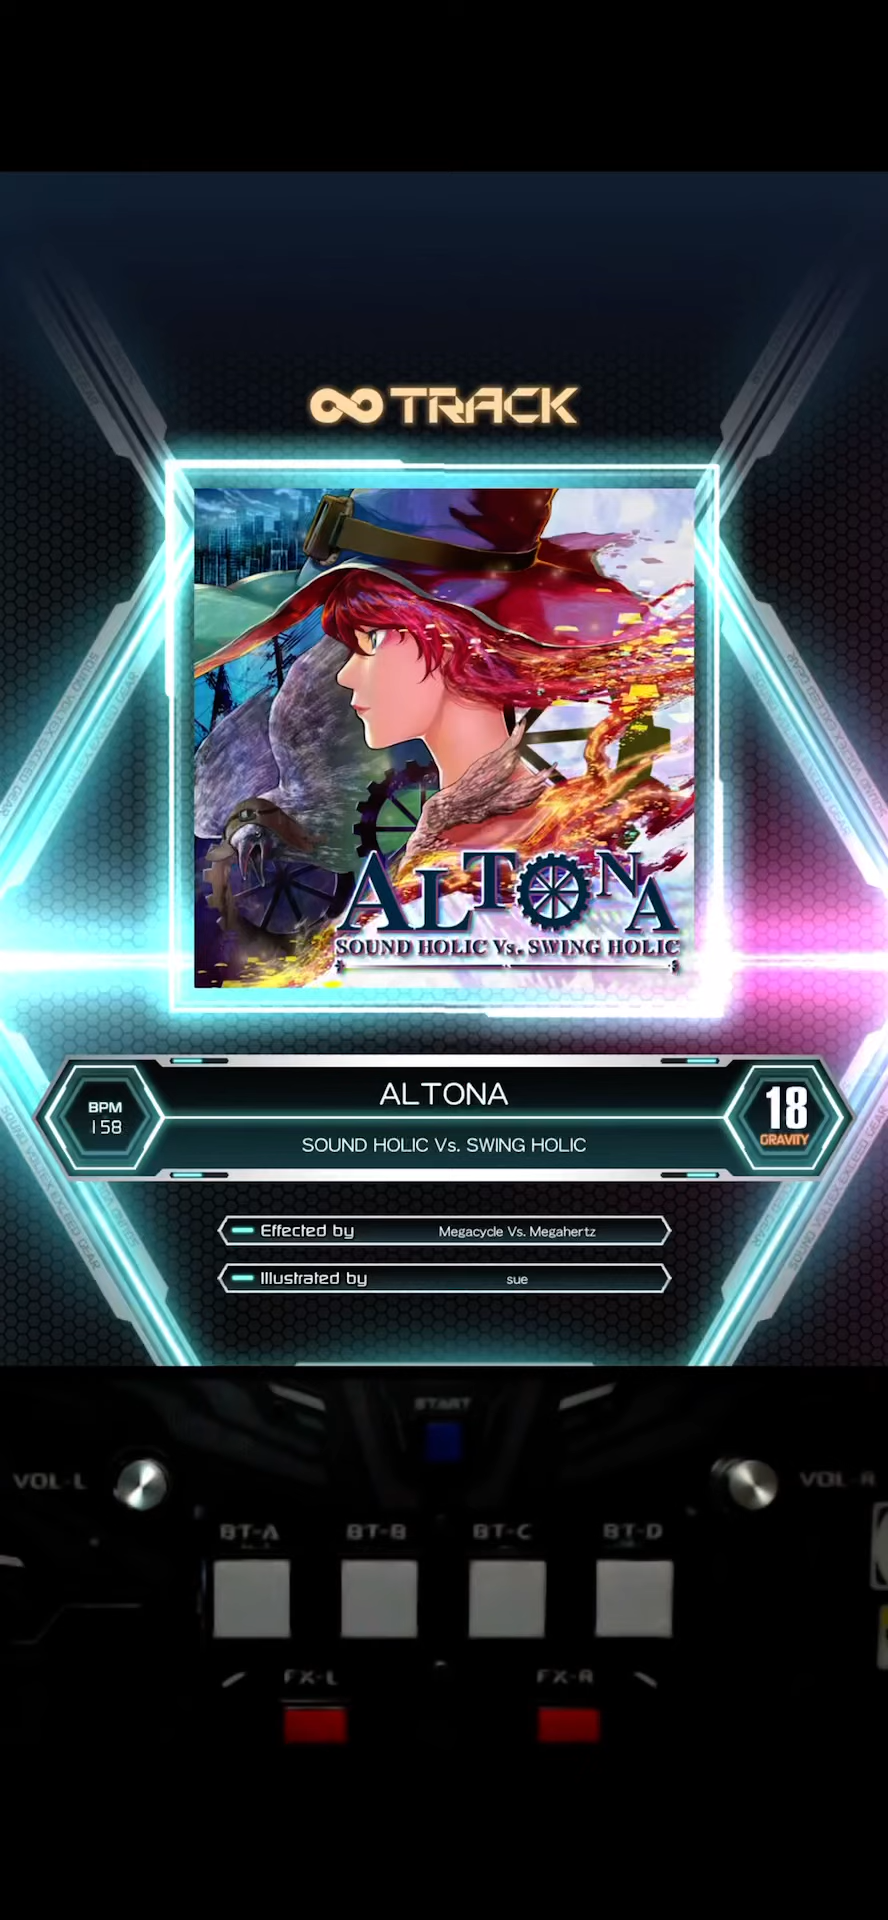 ∞ TRACK
ALTONA
SOUND HOLIC Vs. SWING HOLIC
BPM
158
ALTONA
SOUND HOLIC Vs. SWING HOLIC
18
GRAVITY
Effected by
Megacycle Vs. Megahertz
Illustrated by
sue
START
VOL-L
VOL-R
BT-A
BT-B
BT-C
BT-D
FX-L
FX-R